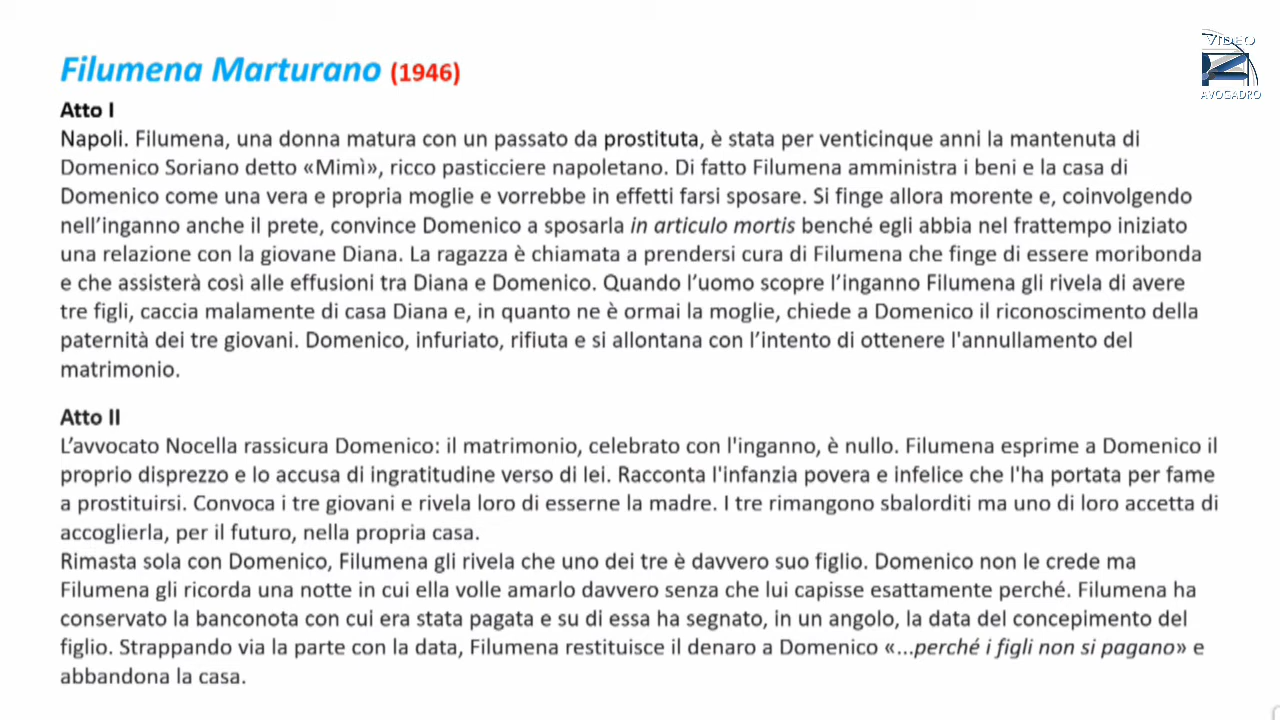 VIDEO
AVOGADRO
Filumena Marturano (1946)
Atto I
Napoli. Filumena, una donna matura con un passato da prostituta, è stata per venticinque anni la mantenuta di
Domenico Soriano detto «Mimì», ricco pasticciere napoletano. Di fatto Filumena amministra i beni e la casa di
Domenico come una vera e propria moglie e vorrebbe in effetti farsi sposare. Si finge allora morente e, coinvolgendo
nell’inganno anche il prete, convince Domenico a sposarla in articulo mortis benché egli abbia nel frattempo iniziato
una relazione con la giovane Diana. La ragazza è chiamata a prendersi cura di Filumena che finge di essere moribonda
e che assisterà così alle effusioni tra Diana e Domenico. Quando l’uomo scopre l’inganno Filumena gli rivela di avere
tre figli, caccia malamente di casa Diana e, in quanto ne è ormai la moglie, chiede a Domenico il riconoscimento della
paternità dei tre giovani. Domenico, infuriato, rifiuta e si allontana con l’intento di ottenere l'annullamento del
matrimonio.
Atto II
L’avvocato Nocella rassicura Domenico: il matrimonio, celebrato con l'inganno, è nullo. Filumena esprime a Domenico il
proprio disprezzo e lo accusa di ingratitudine verso di lei. Racconta l'infanzia povera e infelice che l'ha portata per fame
a prostituirsi. Convoca i tre giovani e rivela loro di esserne la madre. I tre rimangono sbalorditi ma uno di loro accetta di
accoglierla, per il futuro, nella propria casa.
Rimasta sola con Domenico, Filumena gli rivela che uno dei tre è davvero suo figlio. Domenico non le crede ma
Filumena gli ricorda una notte in cui ella volle amarlo davvero senza che lui capisse esattamente perché. Filumena ha
conservato la banconota con cui era stata pagata e su di essa ha segnato, in un angolo, la data del concepimento del
figlio. Strappando via la parte con la data, Filumena restituisce il denaro a Domenico «...perché i figli non si pagano» e
abbandona la casa.